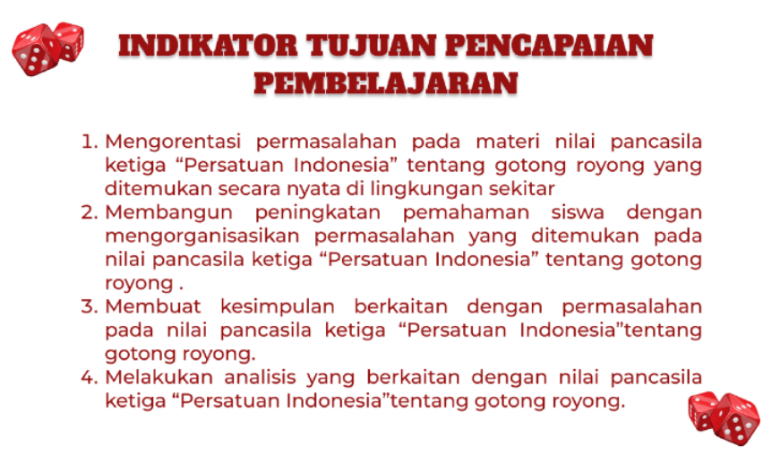 INDIKATOR TUJUAN PENCAPAIAN
PEMBELAJARAN
1. Mengorentasi permasalahan pada materi nilai pancasila
ketiga “Persatuan Indonesia” tentang gotong royong yang
ditemukan secara nyata di lingkungan sekitar
2. Membangun peningkatan pemahaman siswa dengan
mengorganisasikan permasalahan yang ditemukan pada
nilai pancasila ketiga “Persatuan Indonesia” tentang gotong
royong .
3. Membuat kesimpulan berkaitan dengan permasalahan
pada nilai pancasila ketiga “Persatuan Indonesia”tentang
gotong royong.
4. Melakukan analisis yang berkaitan dengan nilai pancasila
ketiga “Persatuan Indonesia”tentang gotong royong.